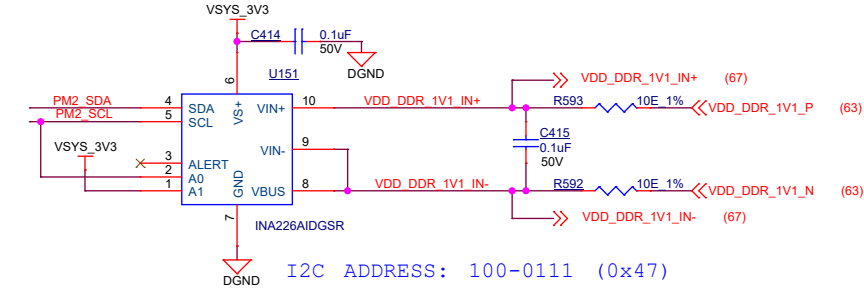 VSYS_3V3
C414
0.1uF
50V
DGND
U151
6
PM2_SDA
4
SDA
VS+
VIN+
10
VDD_DDR_1V1_IN+
VDD_DDR_1V1_IN+ (67)
R593
10E_1%
VDD_DDR_1V1_P (63)
PM2_SCL
5
SCL
C415
0.1uF
50V
VSYS_3V3
9
VIN-
3
ALERT
2
A0
1
A1
GND
VBUS
8
VDD_DDR_1V1_IN-
R592
10E_1%
VDD_DDR_1V1_N (63)
7
INA226AIDGSR
VDD_DDR_1V1_IN- (67)
DGND
I2C ADDRESS: 100-0111 (0x47)